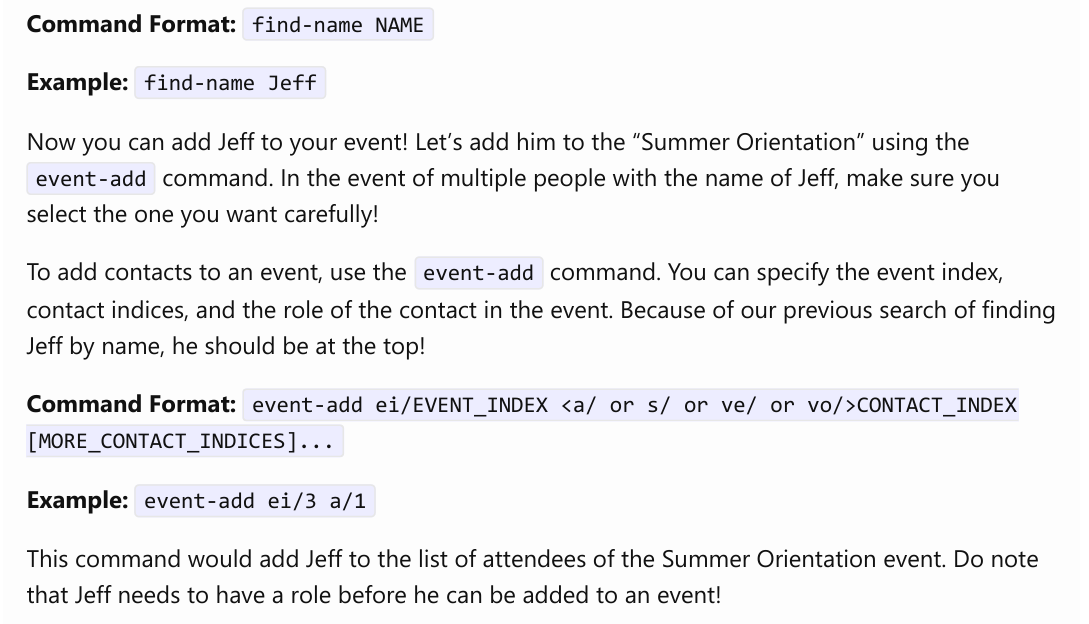 Command Format: find-name NAME
Example: find-name Jeff
Now you can add Jeff to your event! Let’s add him to the “Summer Orientation” using the
event-add command. In the event of multiple people with the name of Jeff, make sure you
select the one you want carefully!
To add contacts to an event, use the event-add command. You can specify the event index,
contact indices, and the role of the contact in the event. Because of our previous search of finding
Jeff by name, he should be at the top!
Command Format: event-add ei/EVENT_INDEX <a/ or s/ or ve/ or vo/>CONTACT_INDEX
[MORE_CONTACT_INDICES]...
Example: event-add ei/3 a/1
This command would add Jeff to the list of attendees of the Summer Orientation event. Do note
that Jeff needs to have a role before he can be added to an event!